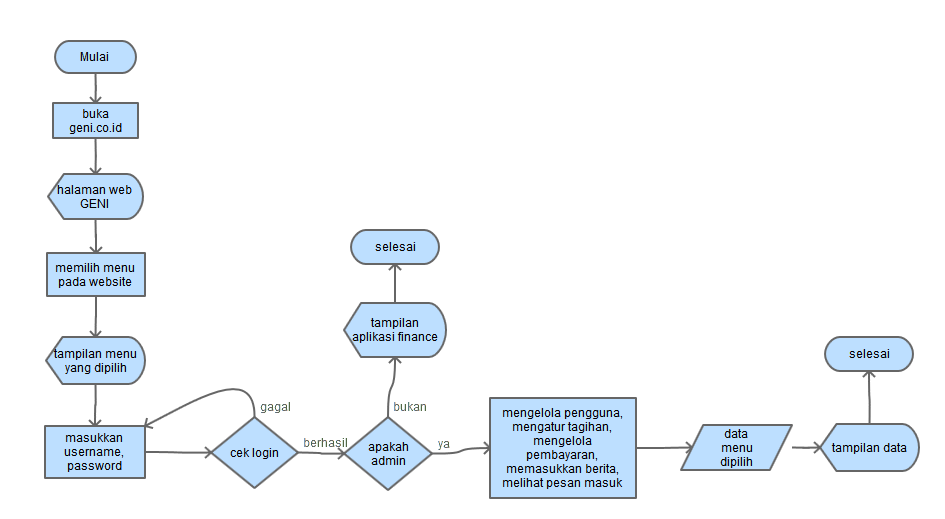 Mulai
buka
geni.co.id
halaman web
GENI
memilih menu
pada website
tampilan menu
yang dipilih
masukkan
username,
password
gagal
cek login
berhasil
selesai
tampilan
aplikasi finance
bukan
apakah
admin
ya
mengelola pengguna,
mengatur tagihan,
mengelola
pembayaran,
memasukkan berita,
melihat pesan masuk
data
menu
dipilih
selesai
tampilan data